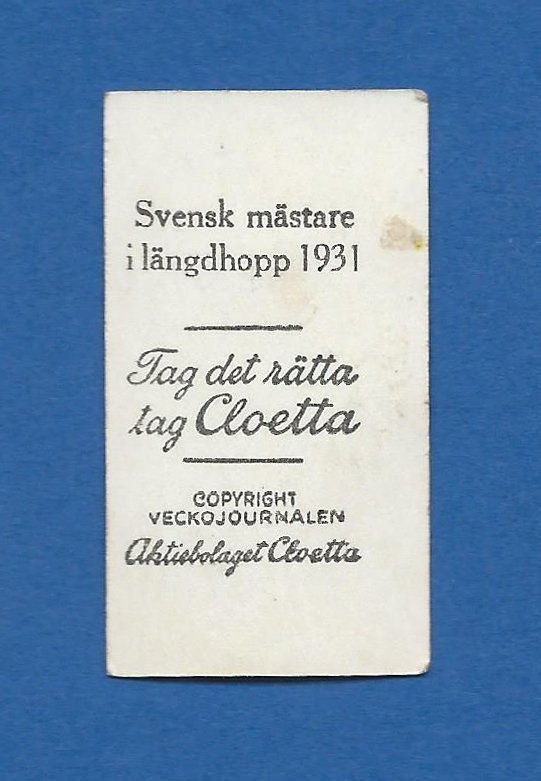 Svensk mästare
i längdhopp 1931
Tag det rätta
tag Cloetta
COPYRIGHT
VECKOJOURNALEN
Aktiebolaget Cloetta